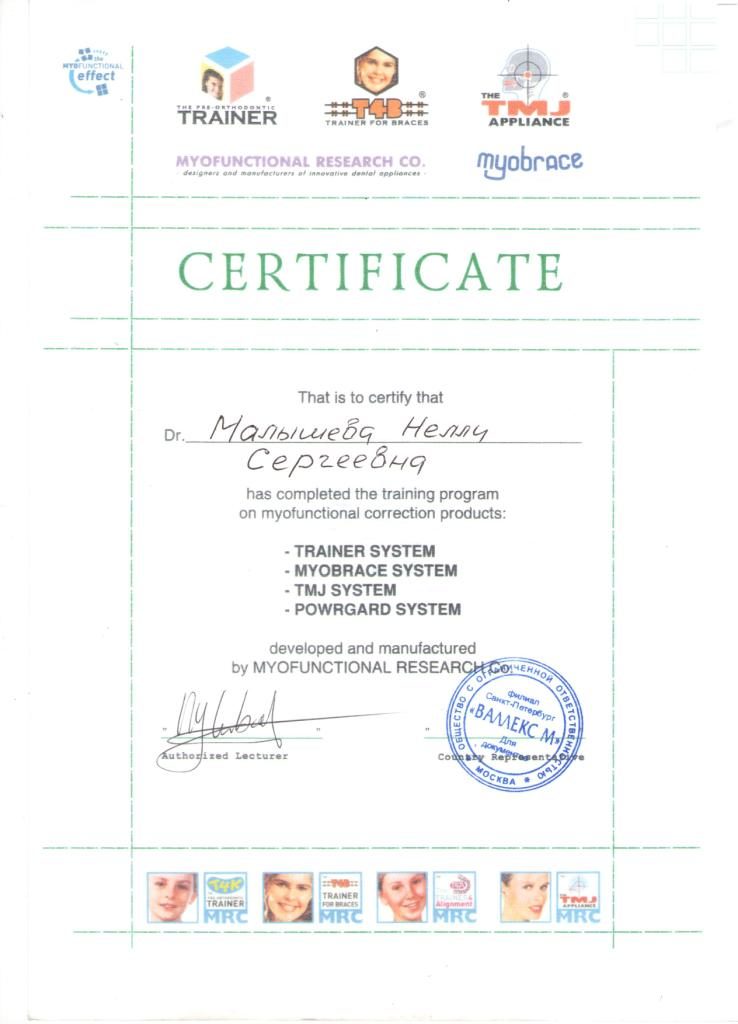 the
MYOFUNCTIONAL
effect
THE PRE-ORTHODONTIC
TRAINER®
T4B®
TRAINER FOR BRACES
THE
TMJ®
APPLIANCE
MYOFUNCTIONAL RESEARCH CO.
designers and manufacturers of innovative dental appliances
myobrace
CERTIFICATE
That is to certify that
Dr. Малышева Нелли
Сергеевна
has completed the training program
on myofunctional correction products:
- TRAINER SYSTEM
- MYOBRACE SYSTEM
- TMJ SYSTEM
- POWRGARD SYSTEM
developed and manufactured
by MYOFUNCTIONAL RESEARCH Co.
Authorized Lecturer
Country Representative
ОБЩЕСТВО С ОГРАНИЧЕННОЙ ОТВЕТСТВЕННОСТЬЮ
МОСКВА
филиал
Санкт-Петербург
"ВАЛЛЕКС М"
Для
документов
T4K
TRAINER
MRC
T4B
TRAINER
FOR BRACES
MRC
TRAINER
Alignment
MRC
TMJ
APPLIANCE
MRC